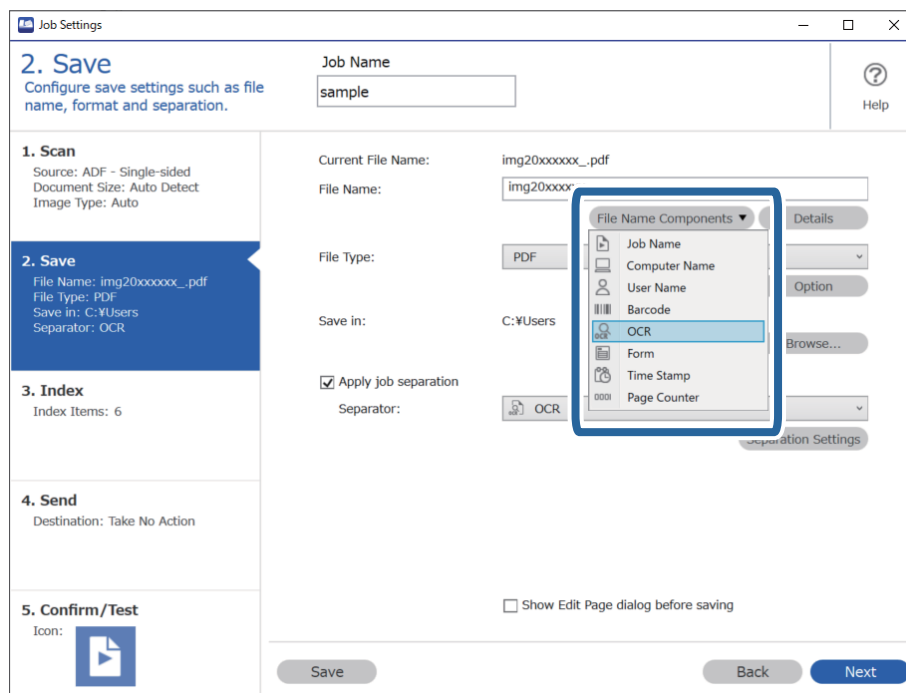 Job Settings
2. Save
Configure save settings such as file
name, format and separation.
Job Name
sample
Help
1. Scan
Source: ADF - Single-sided
Document Size: Auto Detect
Image Type: Auto
2. Save
File Name: img20xxxxxx_.pdf
File Type: PDF
Save in: C:¥Users
Separator: OCR
3. Index
Index Items: 6
4. Send
Destination: Take No Action
5. Confirm/Test
Icon:
Current File Name: img20xxxxxx_.pdf
File Name: img20xxxx
File Name Components ▼ Details
Job Name
Computer Name
User Name
Barcode
OCR
Form
Time Stamp
Page Counter
File Type: PDF
Option
Save in: C:¥Users
Browse...
Apply job separation
Separator: OCR
Separation Settings
Show Edit Page dialog before saving
Save Back Next